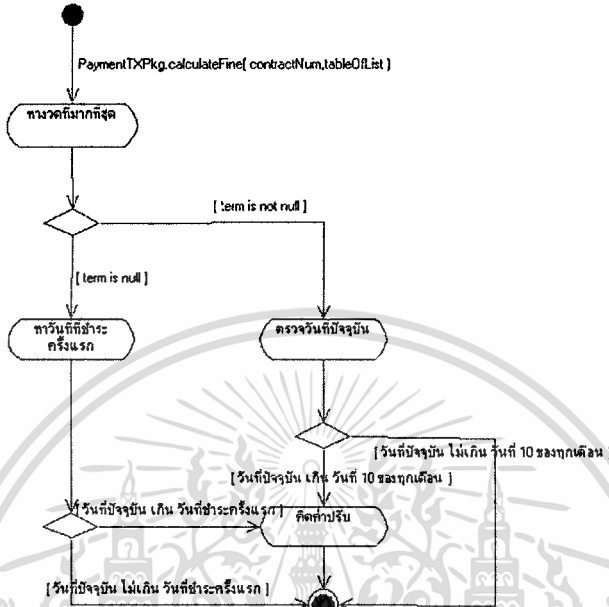 PaymentTXPkg.calculateFine( contractNum,tableOfList )
หางวดที่มากที่สุด
[ term is not null ]
[ term is null ]
หาวันที่ที่ชำระ
ครั้งแรก
ตรวจวันที่ปัจจุบัน
[ วันที่ปัจจุบัน ไม่เกิน วันที่ 10 ของทุกเดือน ]
[ วันที่ปัจจุบัน เกิน วันที่ 10 ของทุกเดือน ]
[ วันที่ปัจจุบัน เกิน วันที่ชำระครั้งแรก ]
คิดค่าปรับ
[ วันที่ปัจจุบัน ไม่เกิน วันที่ชำระครั้งแรก ]